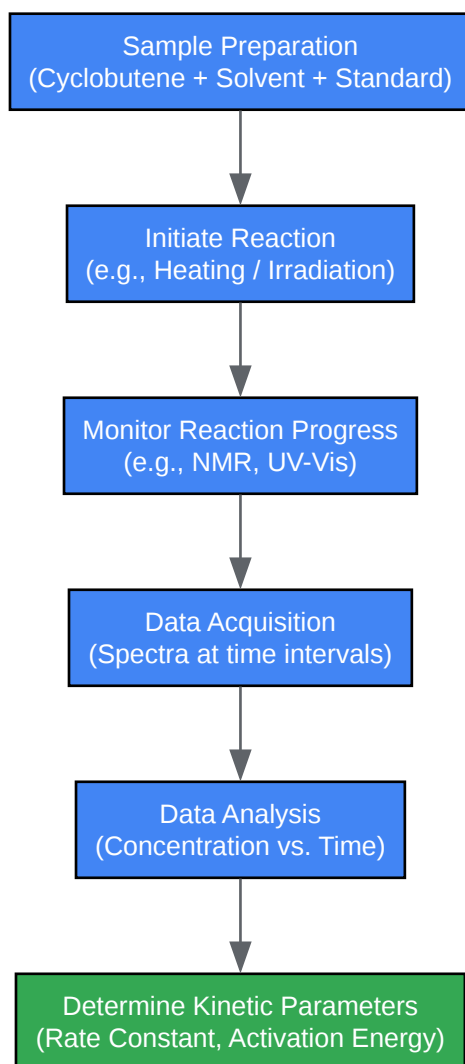 Sample Preparation
(Cyclobutene + Solvent + Standard)
Initiate Reaction
(e.g., Heating / Irradiation)
Monitor Reaction Progress
(e.g., NMR, UV-Vis)
Data Acquisition
(Spectra at time intervals)
Data Analysis
(Concentration vs. Time)
Determine Kinetic Parameters
(Rate Constant, Activation Energy)